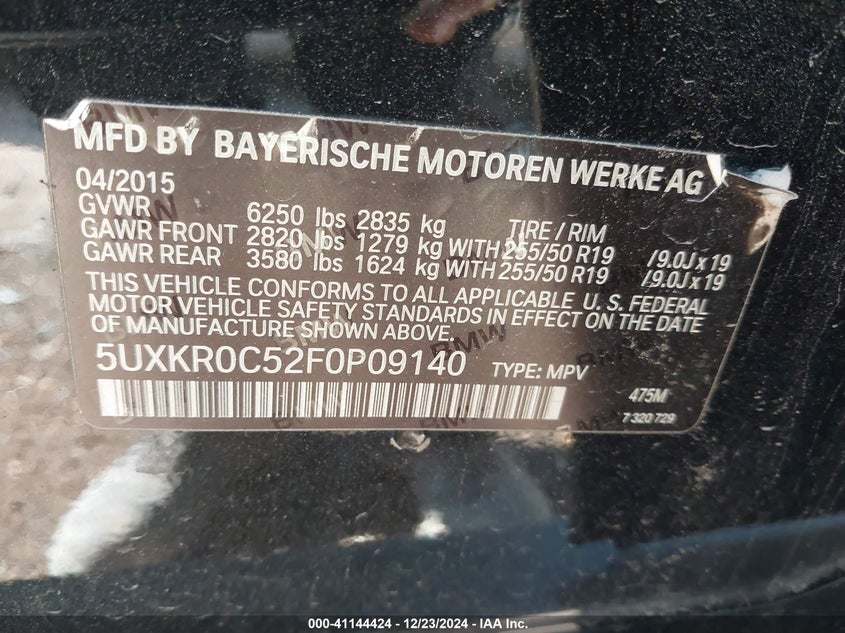 MFD BY BAYERISCHE MOTOREN WERKE AG
04/2015
GVWR 6250 lbs 2835 kg TIRE / RIM
GAWR FRONT 2820 lbs 1279 kg WITH 255/50 R19 /9.0J x 19
GAWR REAR 3580 lbs 1624 kg WITH 255/50 R19 /9.0J x 19
THIS VEHICLE CONFORMS TO ALL APPLICABLE U.S. FEDERAL
MOTOR VEHICLE SAFETY STANDARDS IN EFFECT ON THE DATE
OF MANUFACTURE SHOWN ABOVE.
5UXKR0C52F0P09140 TYPE: MPV
475M
7 320 729
000-41144424 - 12/23/2024 - IAA Inc.